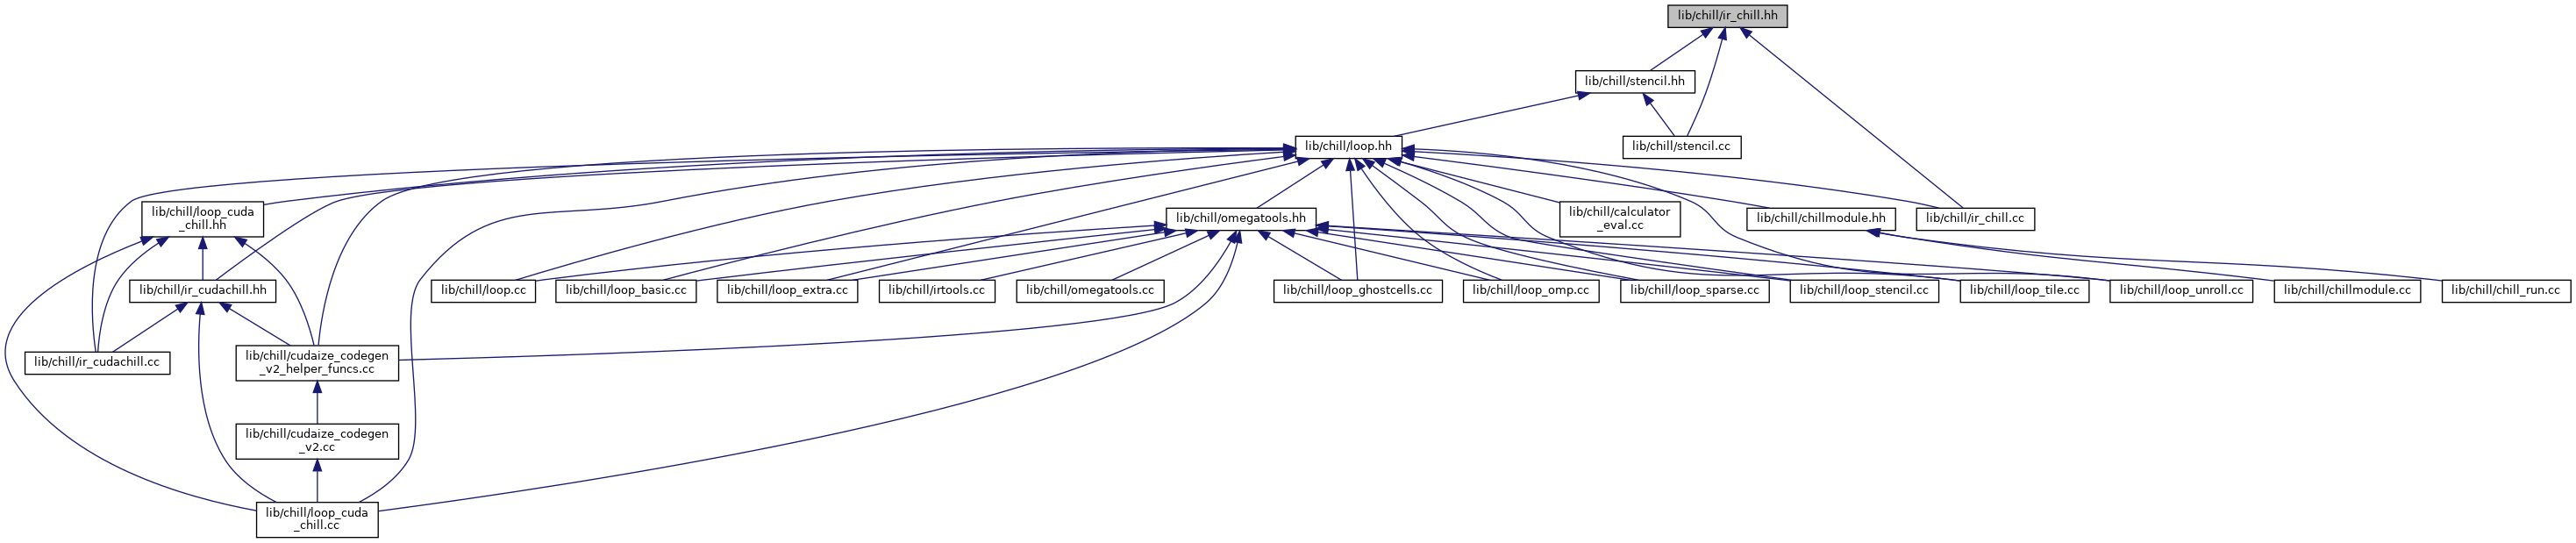 lib/chill/ir_chill.hh
lib/chill/stencil.hh
lib/chill/loop.hh
lib/chill/stencil.cc
lib/chill/loop_cuda
_chill.hh
lib/chill/omegatools.hh
lib/chill/calculator
_eval.cc
lib/chill/chillmodule.hh
lib/chill/ir_chill.cc
lib/chill/ir_cudachill.hh
lib/chill/loop.cc
lib/chill/loop_basic.cc
lib/chill/loop_extra.cc
lib/chill/irtools.cc
lib/chill/omegatools.cc
lib/chill/loop_ghostcells.cc
lib/chill/loop_omp.cc
lib/chill/loop_sparse.cc
lib/chill/loop_stencil.cc
lib/chill/loop_tile.cc
lib/chill/loop_unroll.cc
lib/chill/chillmodule.cc
lib/chill/chill_run.cc
lib/chill/ir_cudachill.cc
lib/chill/cudaize_codegen
_v2_helper_funcs.cc
lib/chill/cudaize_codegen
_v2.cc
lib/chill/loop_cuda
_chill.cc